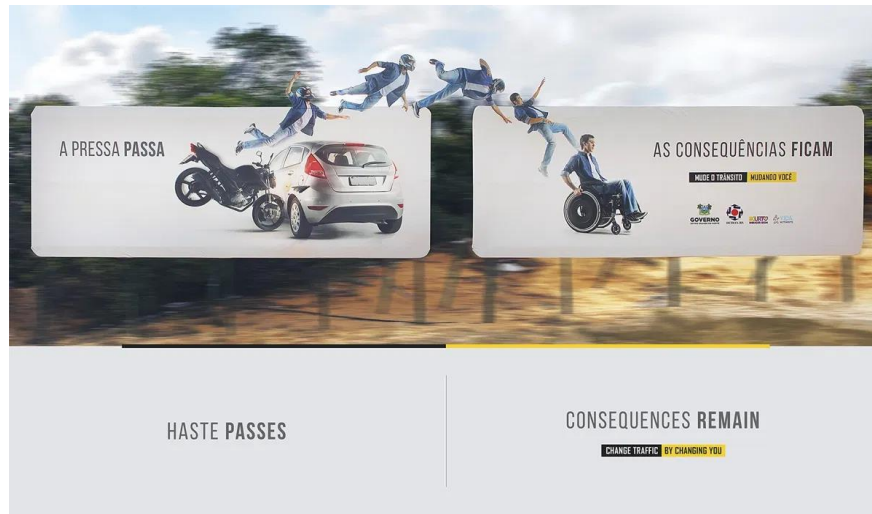 A PRESSA PASSA
AS CONSEQUÊNCIAS FICAM
MUDE O TRÂNSITO MUDANDO VOCÊ
GOVERNO
HASTE PASSES
CONSEQUENCES REMAIN
CHANGE TRAFFIC BY CHANGING YOU